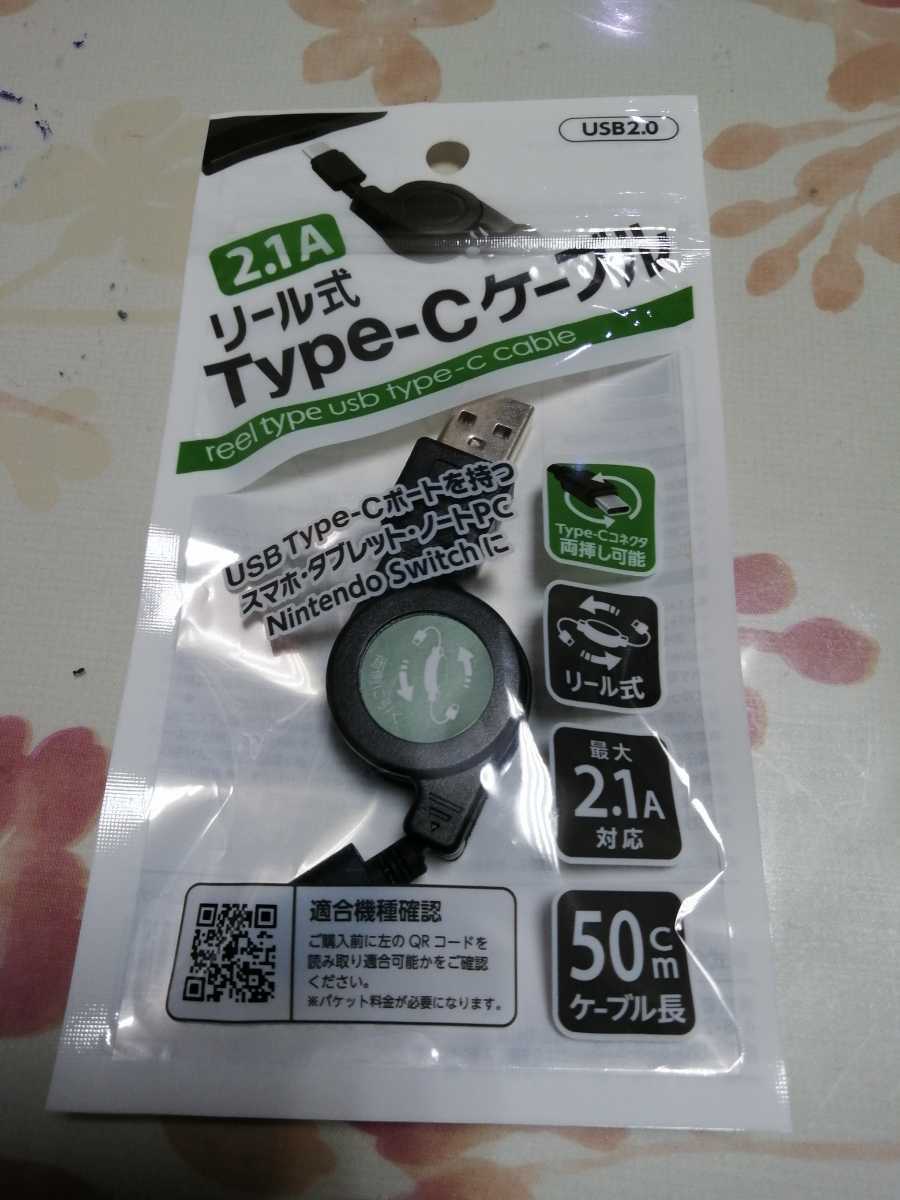 USB2.0
2.1A
リール式
Type-Cケーブル
reel type usb type-c cable
USB Type-Cポートを持つ
スマホ・タブレット・ノートPC
Nintendo Switchに
Type-Cコネクタ
両挿し可能
リール式
最大
2.1A
対応
50cm
ケーブル長
適合機種確認
ご購入前に左のQRコードを
読み取り適合可能かをご確認
ください。
※パケット料金が必要になります。